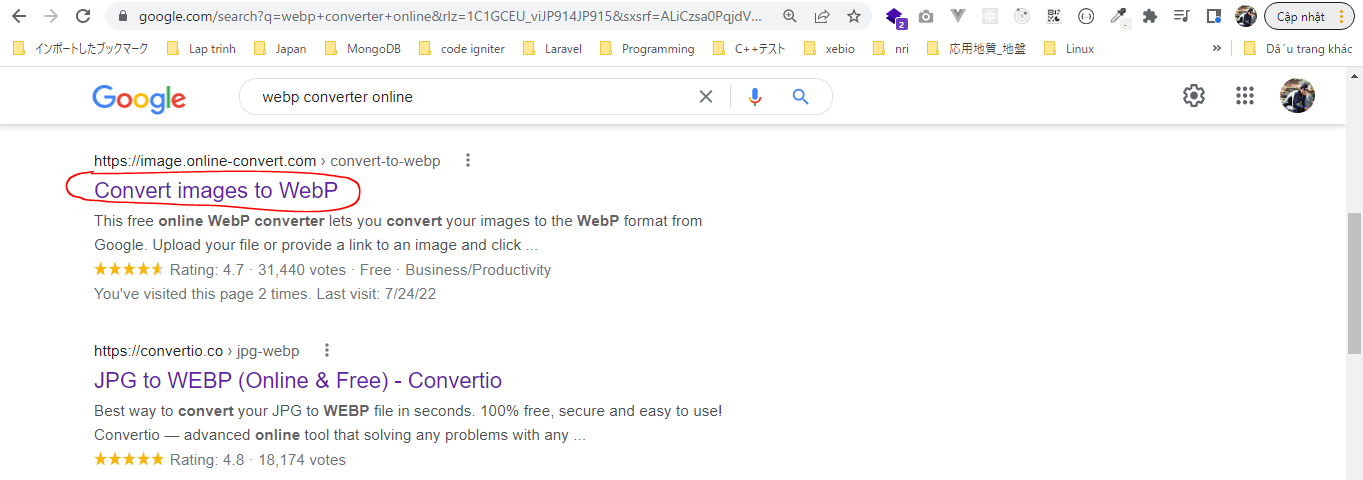 google.com/search?q=webp+converter+online&rlz=1C1GCEU_viJP914JP915&sxsrf=ALiCzsa0PqjdV... 2 Cập nhật
インポートしたブックマーク Lap trinh Japan MongoDB code igniter Laravel Programming C++テスト xebio nri 応用地質_地盤 Linux » Dấu trang khác
Google webp converter online
https://image.online-convert.com › convert-to-webp
Convert images to WebP
This free online WebP converter lets you convert your images to the WebP format from
Google. Upload your file or provide a link to an image and click ...
Rating: 4.7 · 31,440 votes · Free · Business/Productivity
You've visited this page 2 times. Last visit: 7/24/22
https://convertio.co › jpg-webp
JPG to WEBP (Online & Free) - Convertio
Best way to convert your JPG to WEBP file in seconds. 100% free, secure and easy to use!
Convertio — advanced online tool that solving any problems with any ...
Rating: 4.8 · 18,174 votes